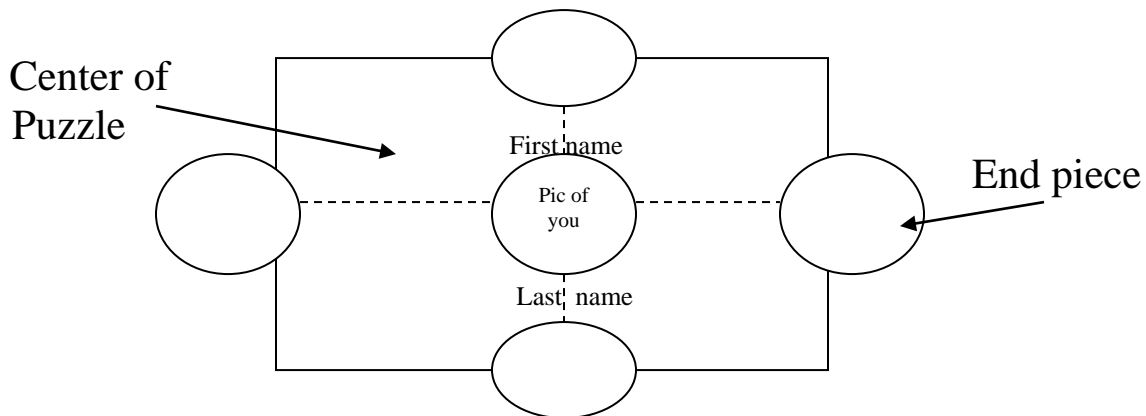 Center of
Puzzle
First name
Pic of
you
End piece
Last name